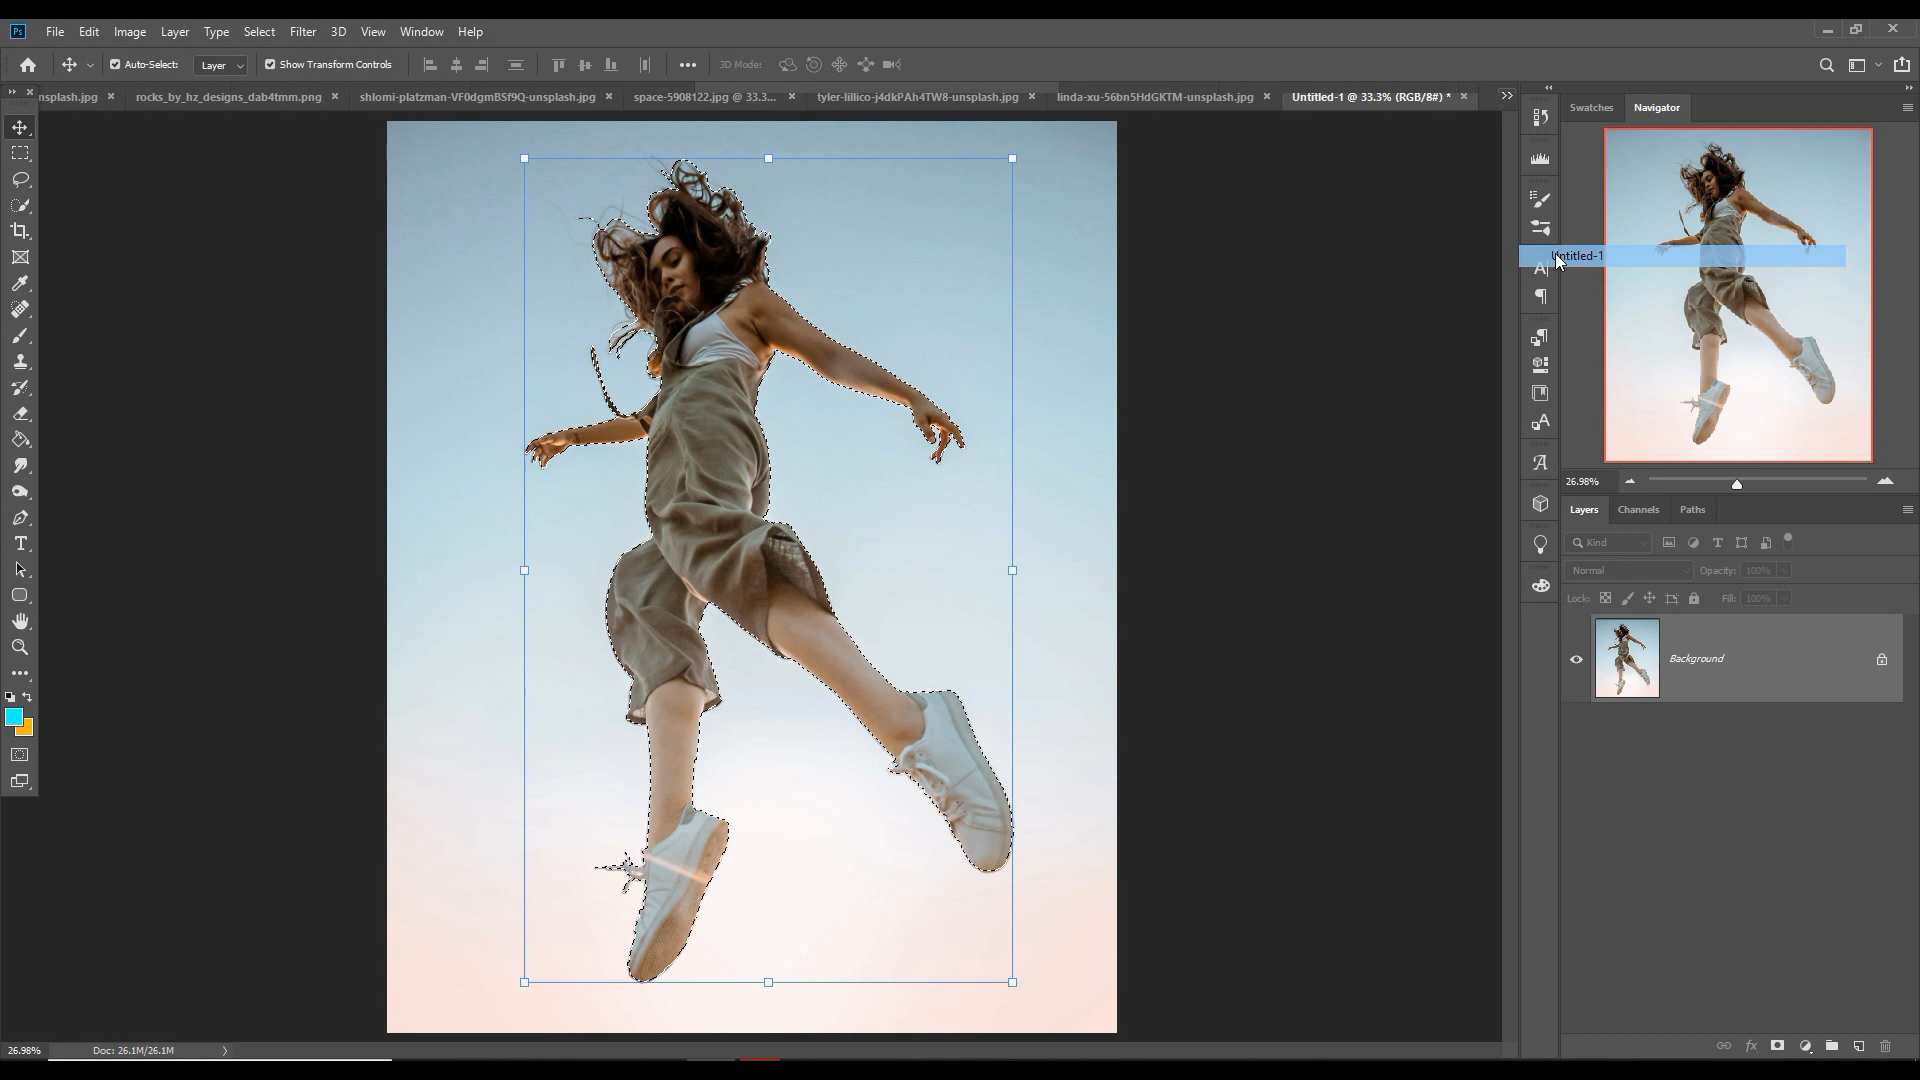 Ps File Edit Image Layer Type Select Filter 3D View Window Help
Auto-Select: Layer Show Transform Controls 3D Mode:
nsplash.jpg rocks_by_hz_designs_dab4tmm.png shlomi-platzman-VF0dgmBSf9Q-unsplash.jpg space-5908122.jpg @ 33.3... tyler-lillico-j4dkPAh4TW8-unsplash.jpg linda-xu-56bn5HdGKTM-unsplash.jpg Untitled-1 @ 33.3% (RGB/8#) *
Swatches Navigator
Untitled-1
26.98%
Layers Channels Paths
Kind
Normal Opacity: 100%
Lock: Fill: 100%
Background
26.98% Doc: 26.1M/26.1M